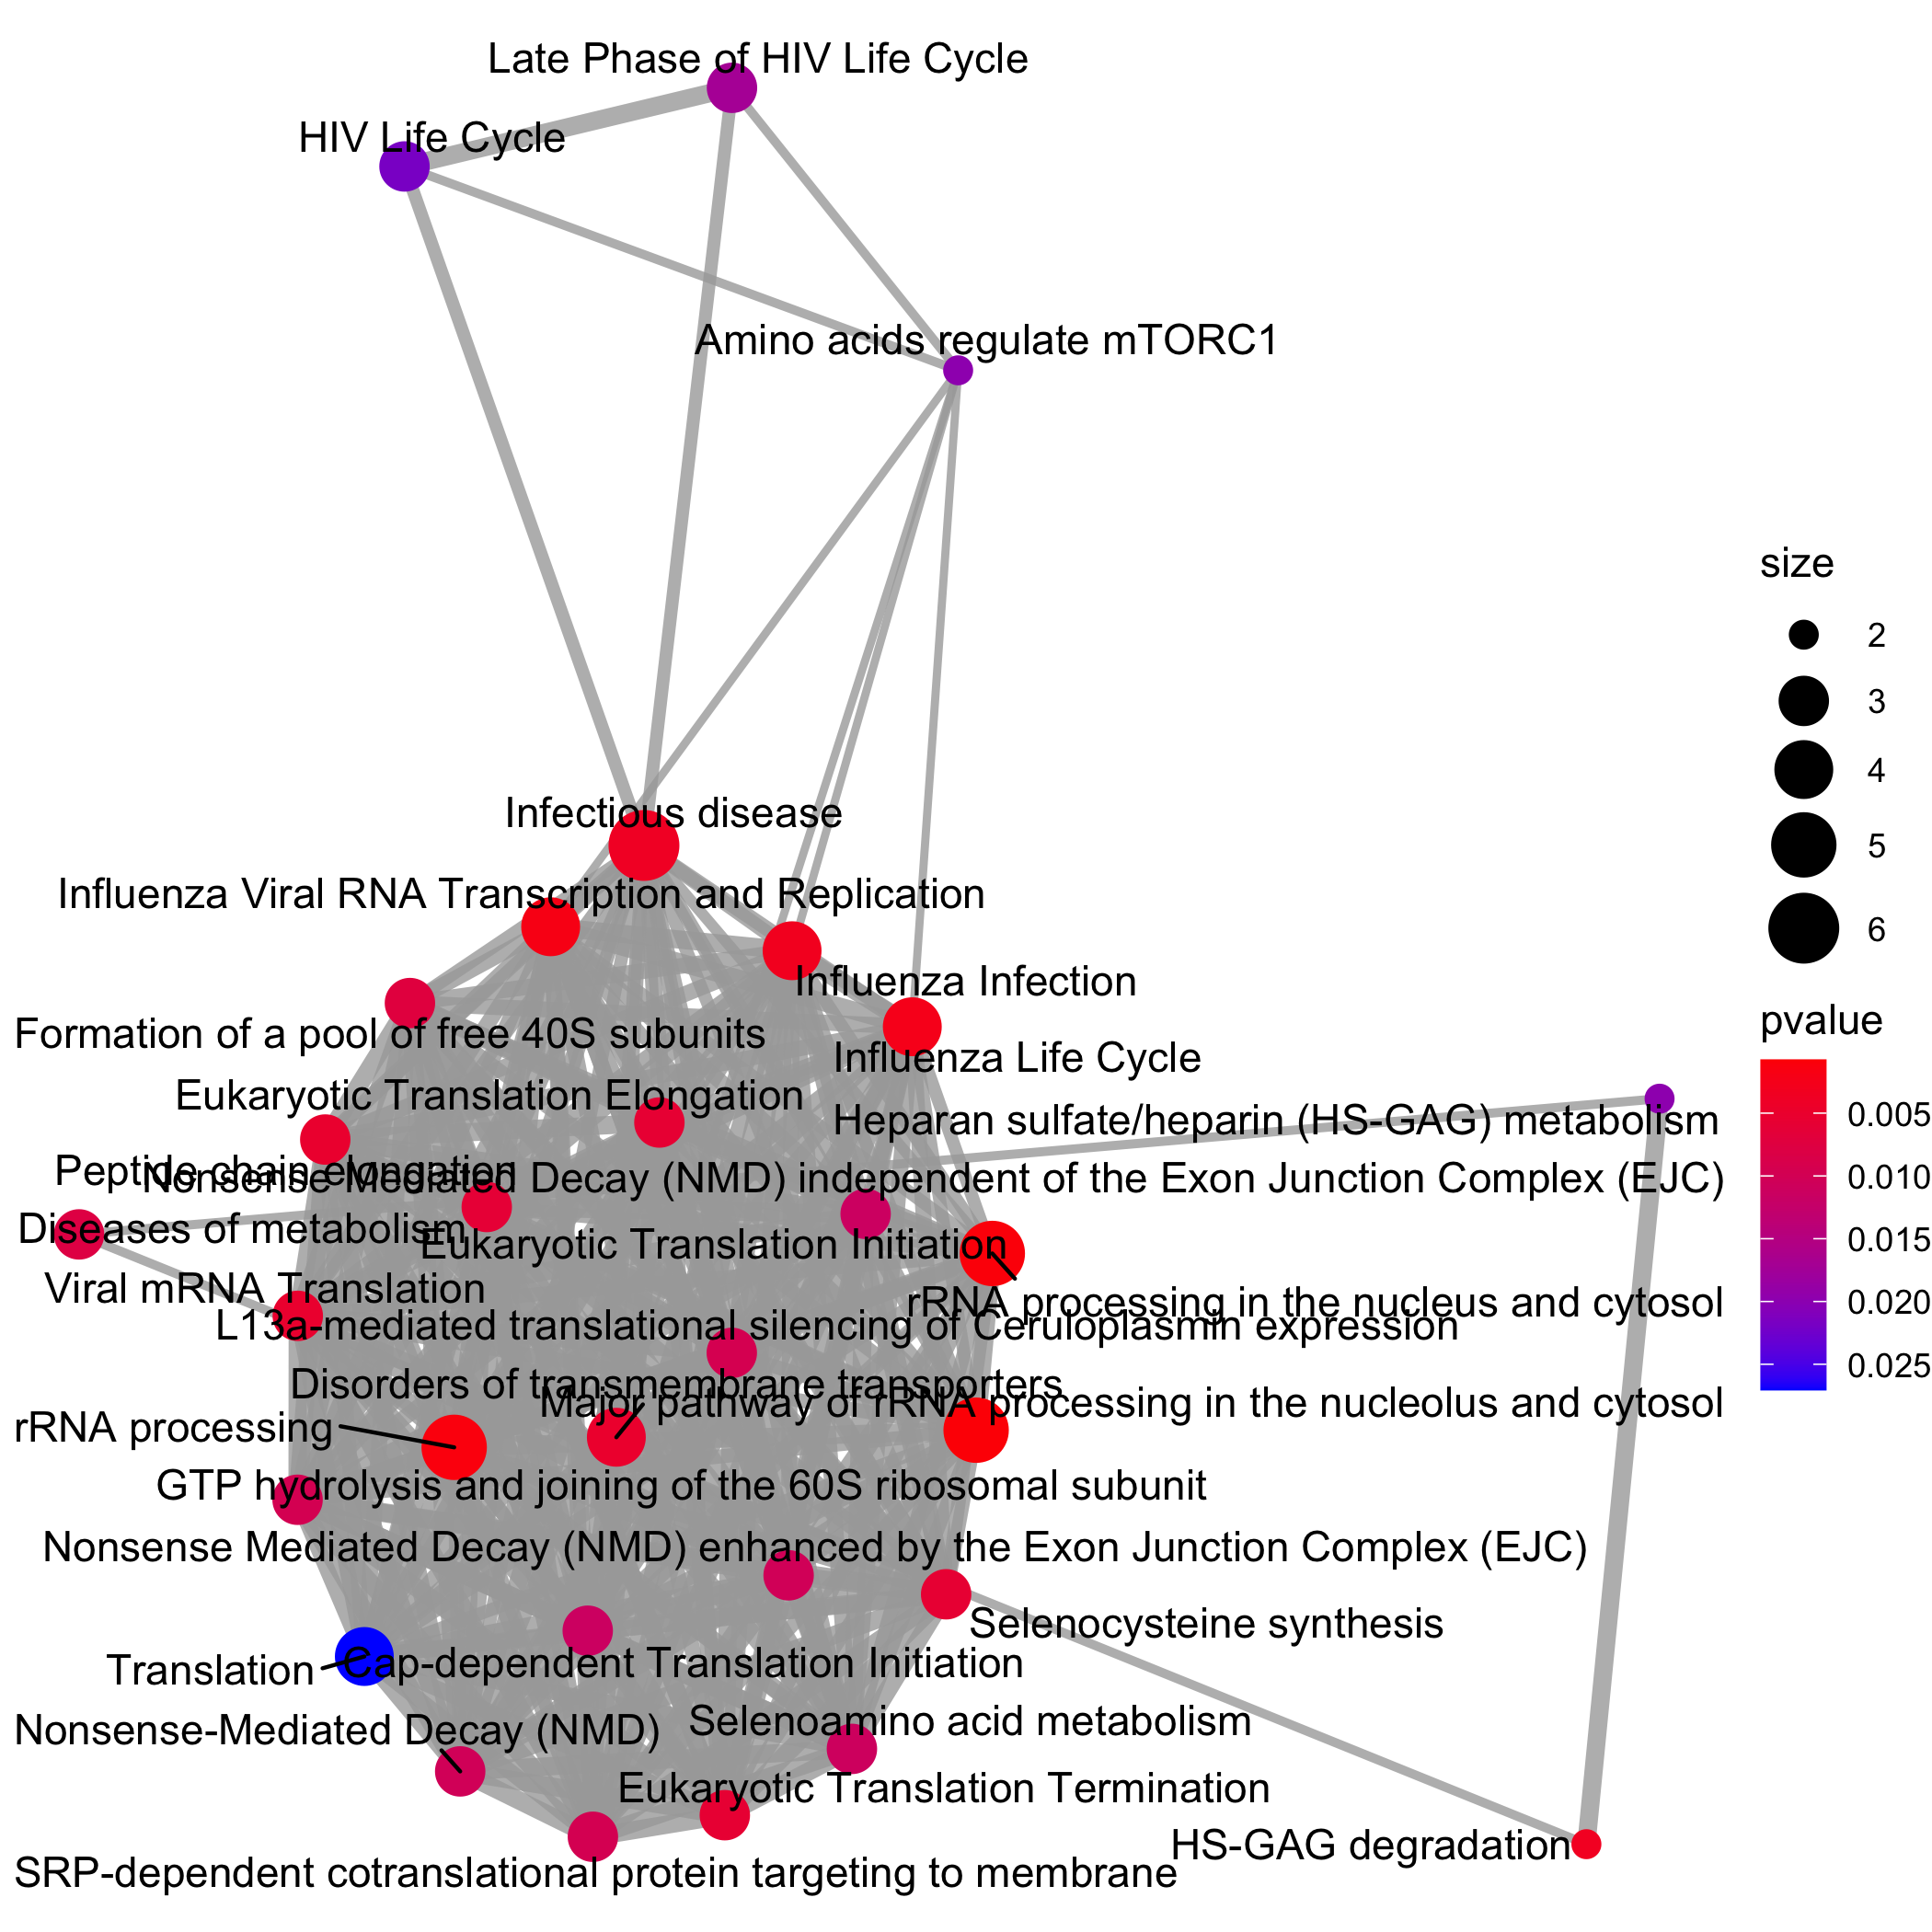 Late Phase of HIV Life Cycle
HIV Life Cycle
Amino acids regulate mTORC1
size
2
3
4
5
6
Infectious disease
Influenza Viral RNA Transcription and Replication
Influenza Infection
Formation of a pool of free 40S subunits
Influenza Life Cycle
pvalue
0.005
0.010
0.015
0.020
0.025
Eukaryotic Translation Elongation
Heparan sulfate/heparin (HS-GAG) metabolism
Peptide chain elongation
Nonsense Mediated Decay (NMD) independent of the Exon Junction Complex (EJC)
Diseases of metabolism
Eukaryotic Translation Initiation
Viral mRNA Translation
rRNA processing in the nucleus and cytosol
L13a-mediated translational silencing of Ceruloplasmin expression
Disorders of transmembrane transporters
Major pathway of rRNA processing in the nucleolus and cytosol
rRNA processing
GTP hydrolysis and joining of the 60S ribosomal subunit
Nonsense Mediated Decay (NMD) enhanced by the Exon Junction Complex (EJC)
Selenocysteine synthesis
Translation
Cap-dependent Translation Initiation
Selenoamino acid metabolism
Nonsense-Mediated Decay (NMD)
Eukaryotic Translation Termination
HS-GAG degradation
SRP-dependent cotranslational protein targeting to membrane